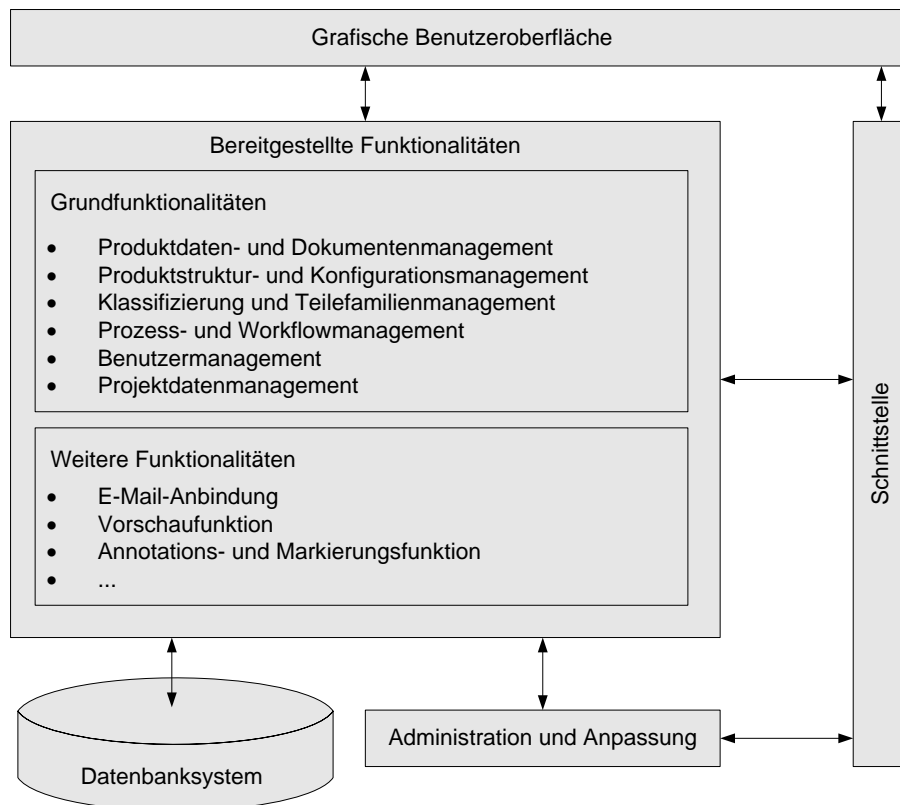 Grafische Benutzeroberfläche
Bereitgestellte Funktionalitäten
Grundfunktionalitäten
• Produktdaten- und Dokumentenmanagement
• Produktstruktur- und Konfigurationsmanagement
• Klassifizierung und Teilefamilienmanagement
• Prozess- und Workflowmanagement
• Benutzermanagement
• Projektdatenmanagement
Weitere Funktionalitäten
• E-Mail-Anbindung
• Vorschaufunktion
• Annotations- und Markierungsfunktion
• ...
Schnittstelle
Administration und Anpassung
Datenbanksystem